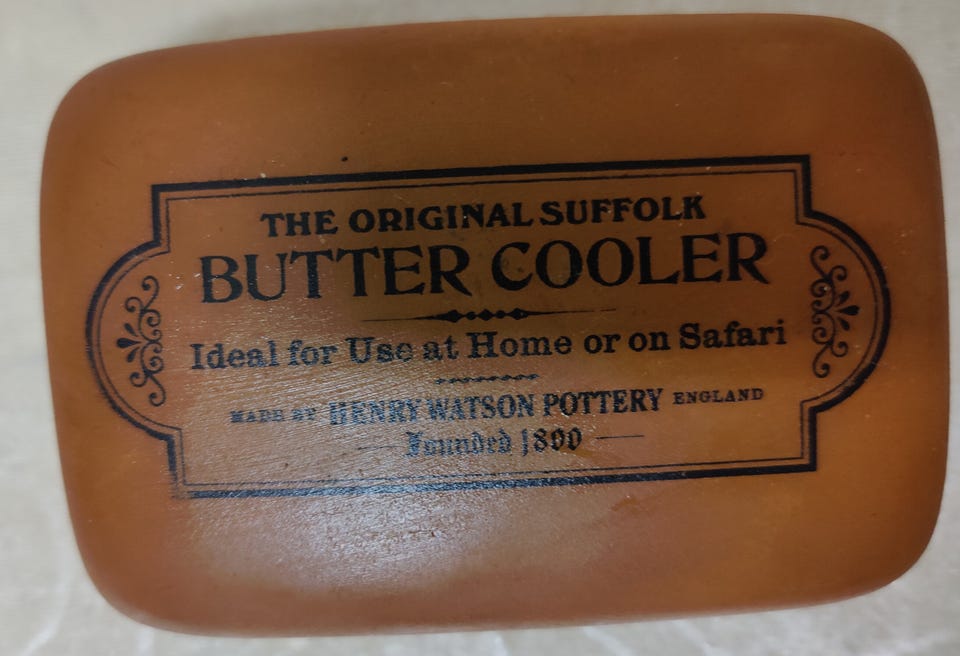 THE ORIGINAL SUFFOLK
BUTTER COOLER
Ideal for Use at Home or on Safari
MADE BY HENRY WATSON POTTERY ENGLAND
Founded 1800